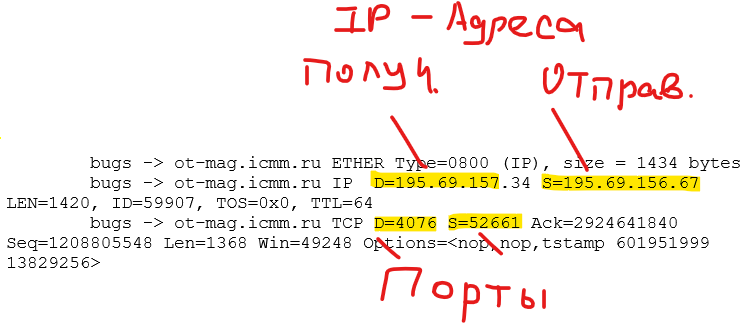 IP - Адреса
Получ. Отправ.
bugs -> ot-mag.icmm.ru ETHER Type=0800 (IP), size = 1434 bytes
bugs -> ot-mag.icmm.ru IP D=195.69.157.34 S=195.69.156.67
LEN=1420, ID=59907, TOS=0x0, TTL=64
bugs -> ot-mag.icmm.ru TCP D=4076 S=52661 Ack=2924641840
Seq=1208805548 Len=1368 Win=49248 Options=<nop,nop,tstamp 601951999
13829256>
Порты